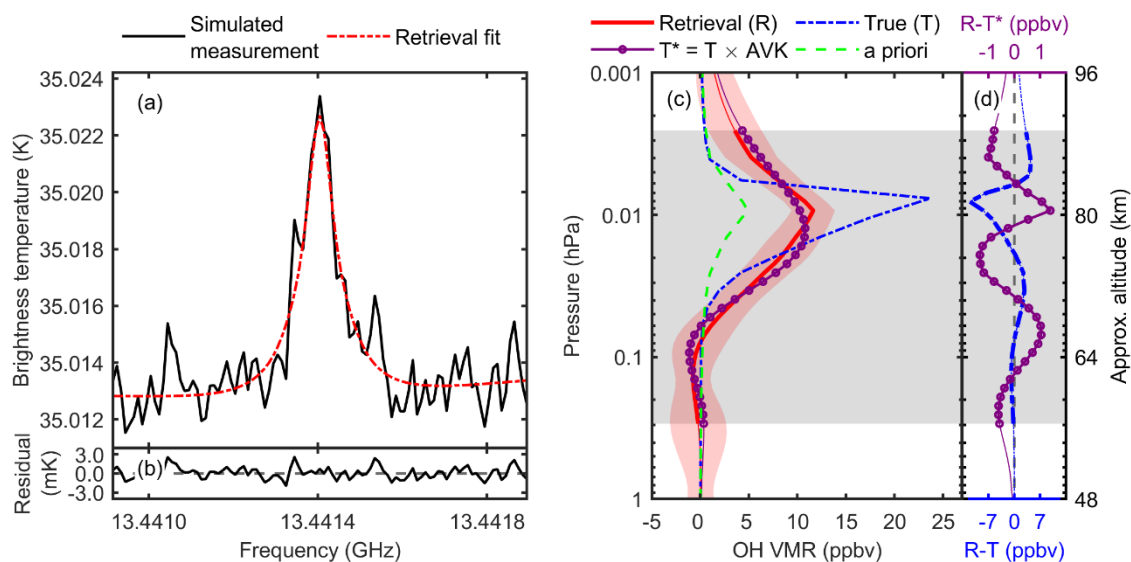 Simulated
measurement
Retrieval fit
35.024
35.022
35.020
35.018
35.016
35.014
35.012
Brightness temperature (K)
(a)
Residual
(mK)
3.0
0.0
-3.0
(b)
13.4410
13.4414
13.4418
Frequency (GHz)
Retrieval (R)
True (T)
T* = T × AVK
a priori
R-T* (ppbv)
-1 0 1
0.001
0.01
0.1
1
Pressure (hPa)
(c)
-5 0 5 10 15 20 25
OH VMR (ppbv)
(d)
96
80
64
48
Approx. altitude (km)
-7 0 7
R-T (ppbv)